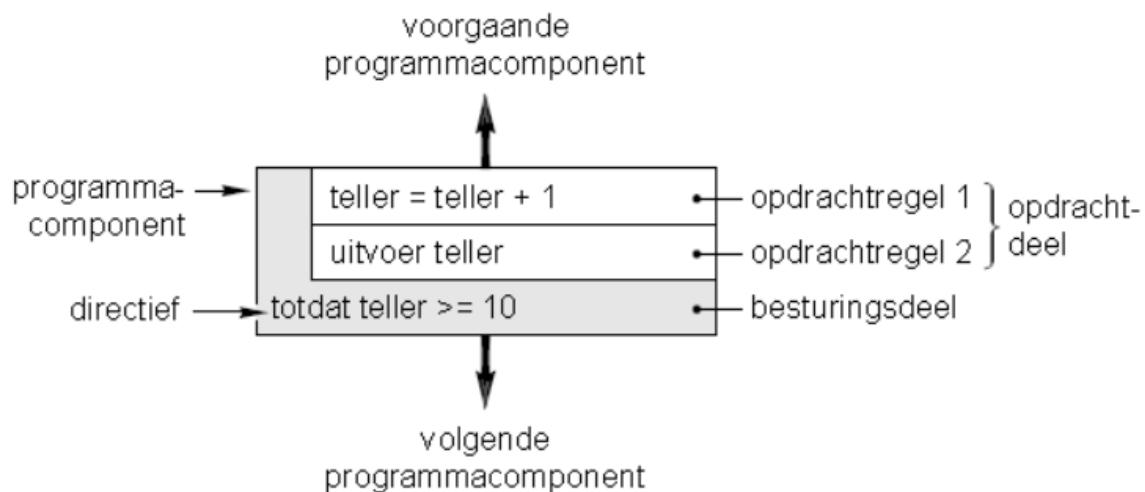 voorgaande
programmacomponent
programma-
component
teller = teller + 1
opdrachtregel 1
opdracht-
deel
uitvoer teller
opdrachtregel 2
directief
totdat teller >= 10
besturingsdeel
volgende
programmacomponent